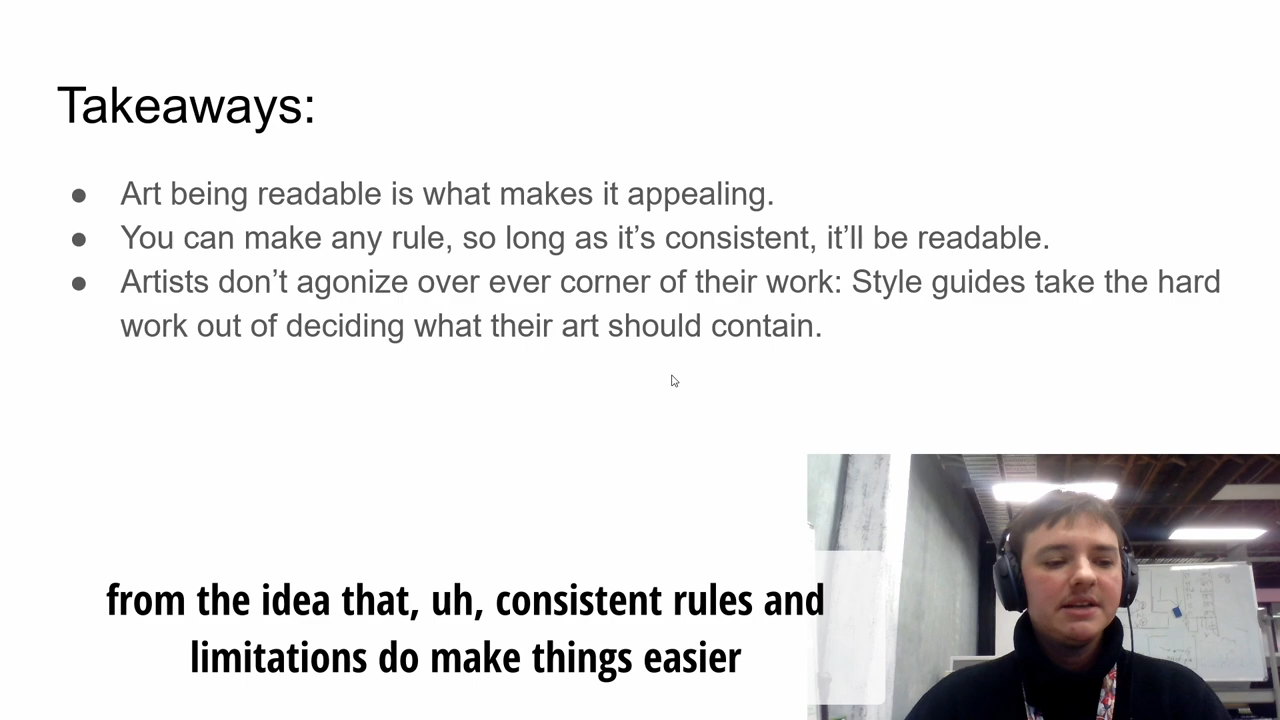 Takeaways:
● Art being readable is what makes it appealing.
● You can make any rule, so long as it’s consistent, it’ll be readable.
● Artists don’t agonize over ever corner of their work: Style guides take the hard
work out of deciding what their art should contain.
from the idea that, uh, consistent rules and
limitations do make things easier